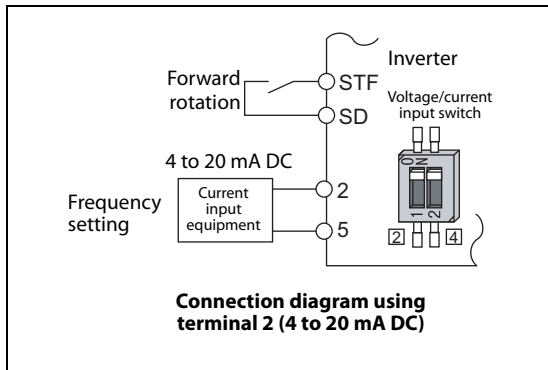 Inverter
Forward
rotation
STF
SD
Voltage/current
input switch
4 to 20 mA DC
Frequency
setting
Current
input
equipment
2
5
ON
1 2
2 4
Connection diagram using
terminal 2 (4 to 20 mA DC)